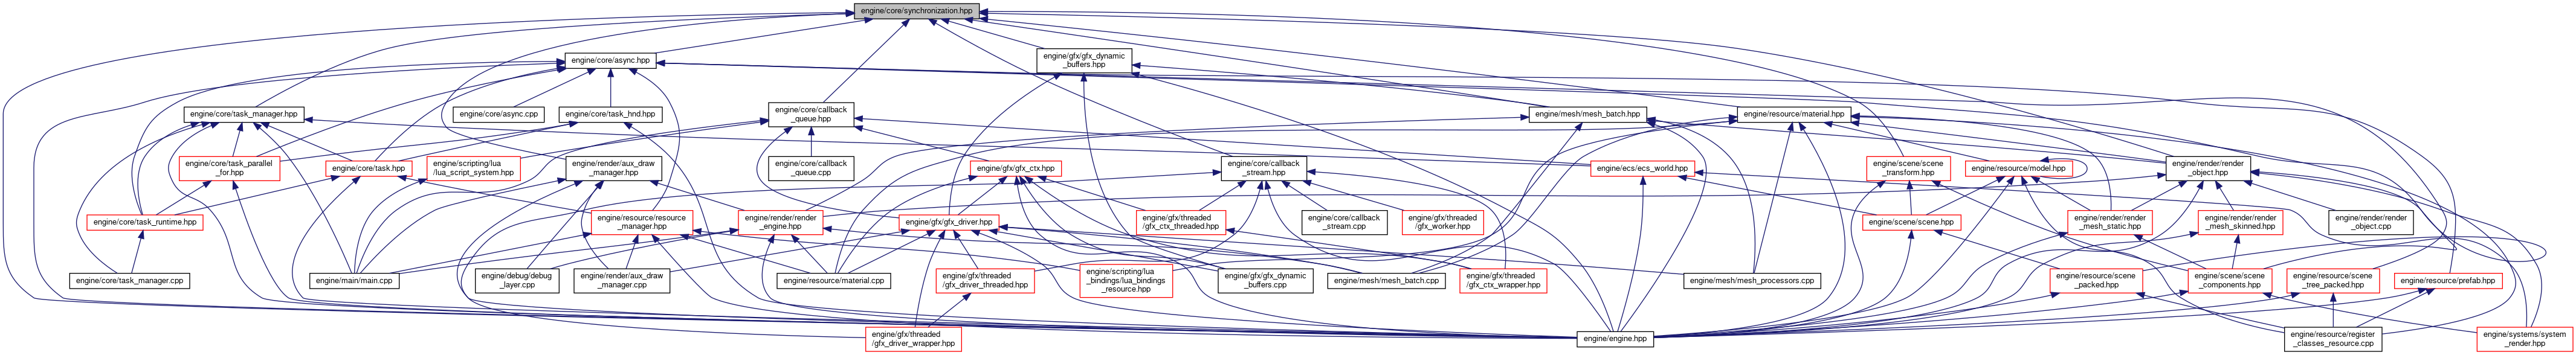 engine/core/synchronization.hpp
engine/core/async.hpp
engine/gfx/gfx_dynamic
_buffers.hpp
engine/core/task_manager.hpp
engine/core/async.cpp
engine/core/task_hnd.hpp
engine/core/callback
_queue.hpp
engine/mesh/mesh_batch.hpp
engine/resource/material.hpp
engine/core/task_parallel
_for.hpp
engine/core/task.hpp
engine/scripting/lua
/lua_script_system.hpp
engine/render/aux_draw
_manager.hpp
engine/core/callback
_queue.cpp
engine/gfx/gfx_ctx.hpp
engine/core/callback
_stream.hpp
engine/ecs/ecs_world.hpp
engine/scene/scene
_transform.hpp
engine/resource/model.hpp
engine/render/render
_object.hpp
engine/core/task_runtime.hpp
engine/resource/resource
_manager.hpp
engine/render/render
_engine.hpp
engine/gfx/gfx_driver.hpp
engine/gfx/threaded
/gfx_ctx_threaded.hpp
engine/core/callback
_stream.cpp
engine/gfx/threaded
/gfx_worker.hpp
engine/scene/scene.hpp
engine/render/render
_mesh_static.hpp
engine/render/render
_mesh_skinned.hpp
engine/render/render
_object.cpp
engine/core/task_manager.cpp
engine/main/main.cpp
engine/debug/debug
_layer.cpp
engine/render/aux_draw
_manager.cpp
engine/resource/material.cpp
engine/gfx/threaded
/gfx_driver_threaded.hpp
engine/scripting/lua
_bindings/lua_bindings
_resource.hpp
engine/gfx/gfx_dynamic
_buffers.cpp
engine/mesh/mesh_batch.cpp
engine/gfx/threaded
/gfx_ctx_wrapper.hpp
engine/mesh/mesh_processors.cpp
engine/resource/scene
_packed.hpp
engine/scene/scene
_components.hpp
engine/resource/scene
_tree_packed.hpp
engine/resource/prefab.hpp
engine/gfx/threaded
/gfx_driver_wrapper.hpp
engine/engine.hpp
engine/resource/register
_classes_resource.cpp
engine/systems/system
_render.hpp